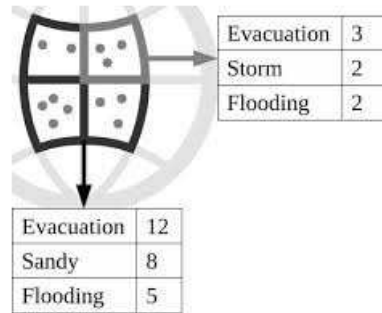 Evacuation 3
Storm 2
Flooding 2
Evacuation 12
Sandy 8
Flooding 5